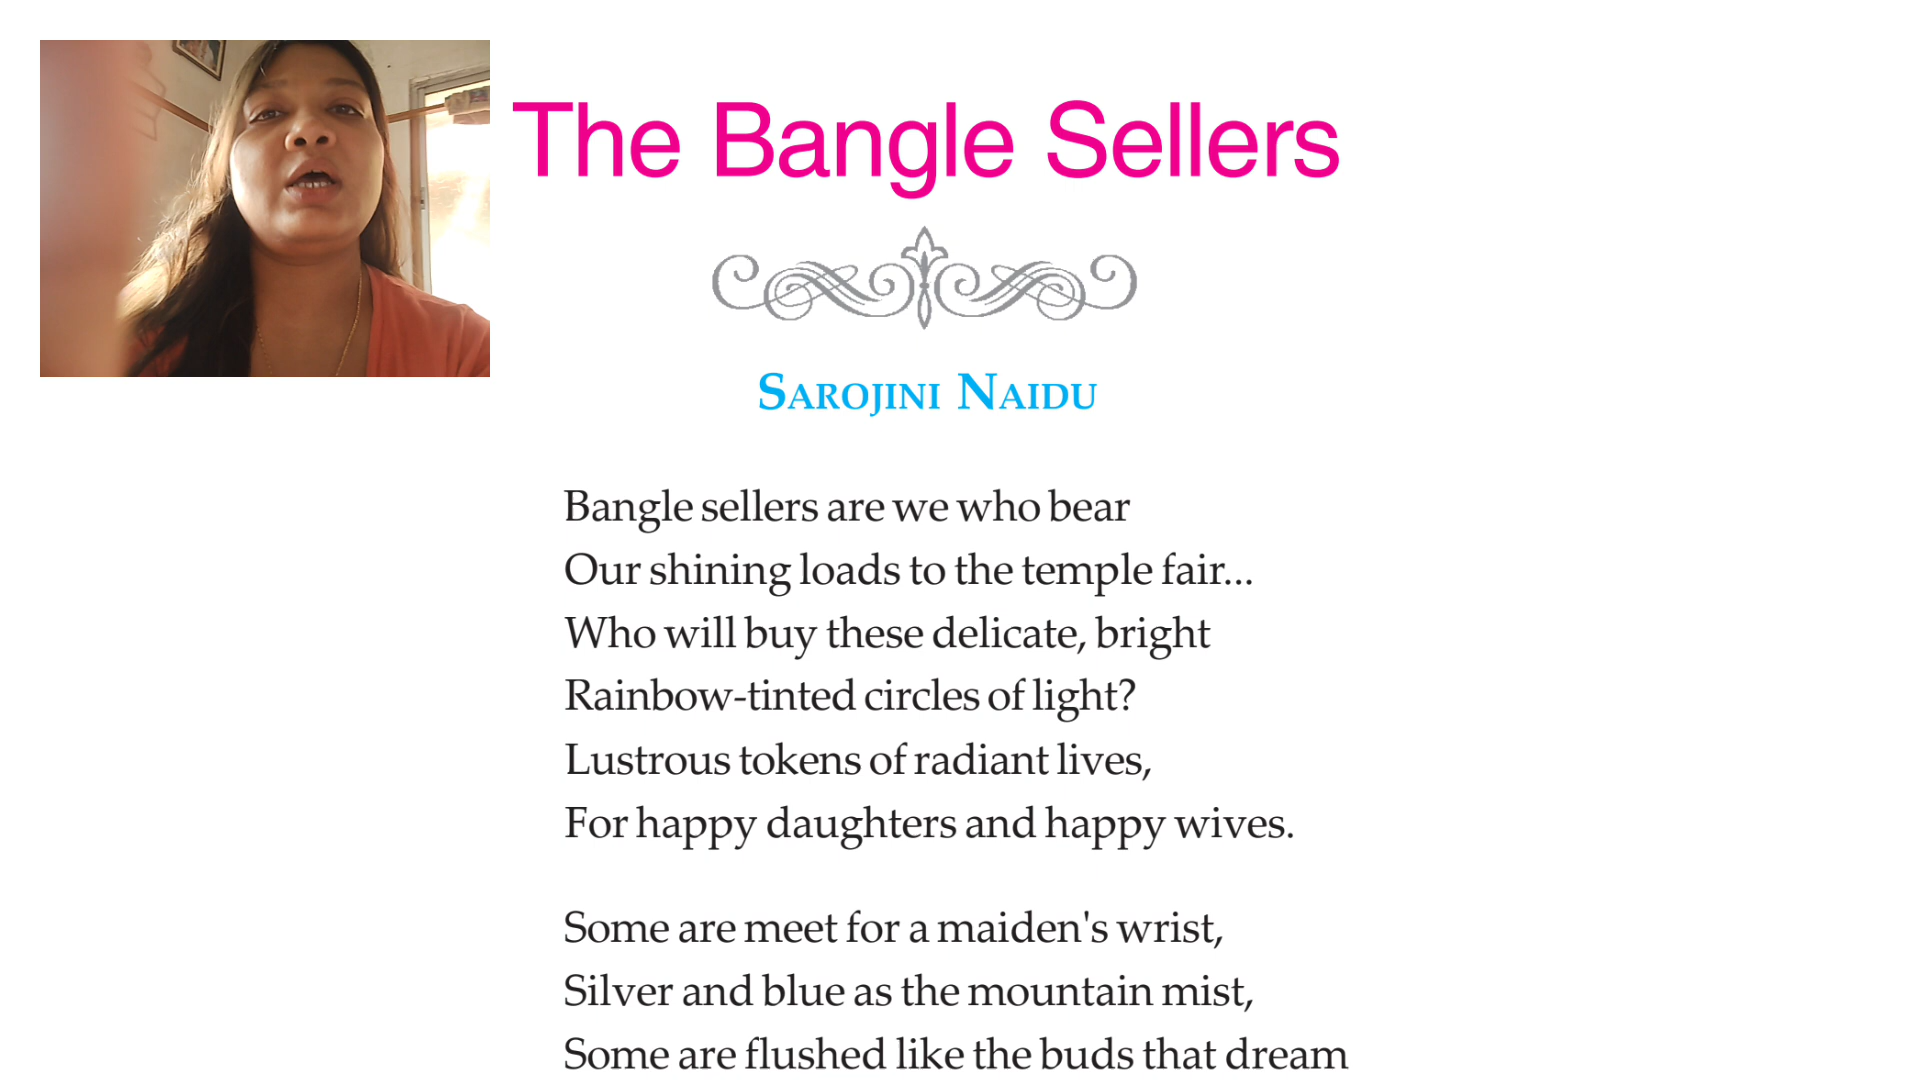 The Bangle Sellers
Sarojini Naidu
Bangle sellers are we who bear
Our shining loads to the temple fair...
Who will buy these delicate, bright
Rainbow-tinted circles of light?
Lustrous tokens of radiant lives,
For happy daughters and happy wives.
Some are meet for a maiden's wrist,
Silver and blue as the mountain mist,
Some are flushed like the buds that dream